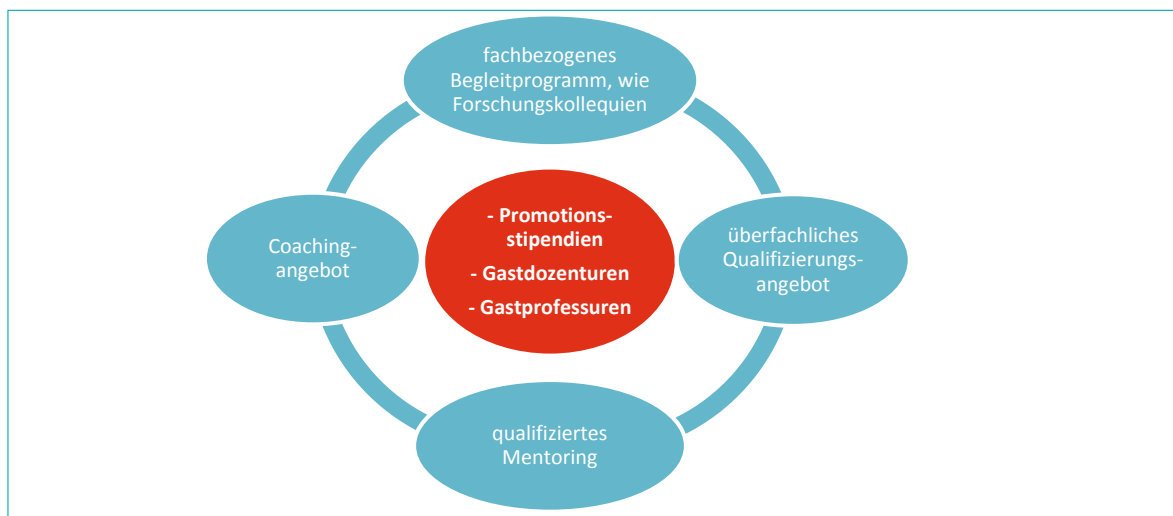 fachbezogenes
Begleitprogramm, wie
Forschungskollequien
- Promotions-
stipendien
- Gastdozenturen
- Gastprofessuren
Coaching-
angebot
überfachliches
Qualifizierungs-
angebot
qualifiziertes
Mentoring